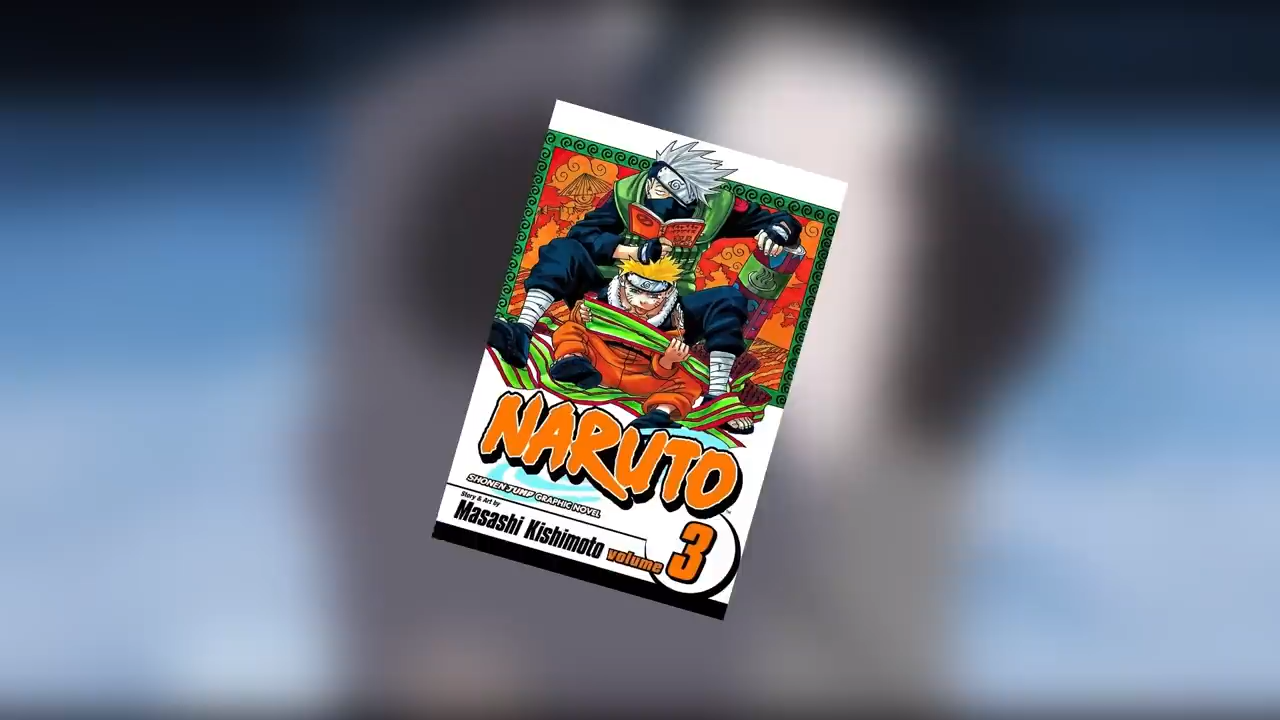 NARUTO
SHONEN JUMP GRAPHIC NOVEL
Story & Art by
Masashi Kishimoto
volume 3